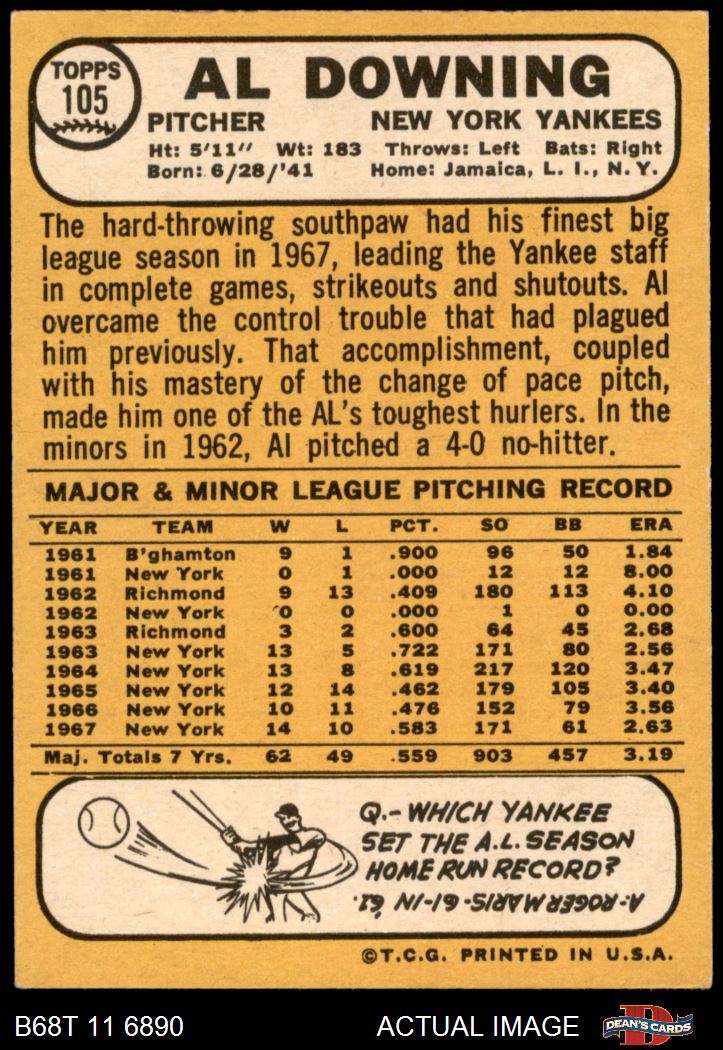 TOPPS
105
AL DOWNING
PITCHER NEW YORK YANKEES
Ht: 5'11" Wt: 183 Throws: Left Bats: Right
Born: 6/28/'41 Home: Jamaica, L. I., N. Y.
The hard-throwing southpaw had his finest big
league season in 1967, leading the Yankee staff
in complete games, strikeouts and shutouts. Al
overcame the control trouble that had plagued
him previously. That accomplishment, coupled
with his mastery of the change of pace pitch,
made him one of the AL's toughest hurlers. In the
minors in 1962, Al pitched a 4-0 no-hitter.
MAJOR & MINOR LEAGUE PITCHING RECORD
YEAR TEAM W L PCT. SO BB ERA
1961 B'ghamton 9 1 .900 96 50 1.84
1961 New York 0 1 .000 12 12 8.00
1962 Richmond 9 13 .409 180 113 4.10
1962 New York 0 0 .000 1 0 0.00
1963 Richmond 3 2 .600 64 45 2.68
1963 New York 13 5 .722 171 80 2.56
1964 New York 13 8 .619 217 120 3.47
1965 New York 12 14 .462 179 105 3.40
1966 New York 10 11 .476 152 79 3.56
1967 New York 14 10 .583 171 61 2.63
Maj. Totals 7 Yrs. 62 49 .559 903 457 3.19
Q.- WHICH YANKEE
SET THE A.L. SEASON
HOME RUN RECORD?
A- ROGER MARIS - 61 - IN '61.
©T.C.G. PRINTED IN U.S.A.
B68T 11 6890 ACTUAL IMAGE
D
DEAN'S CARDS